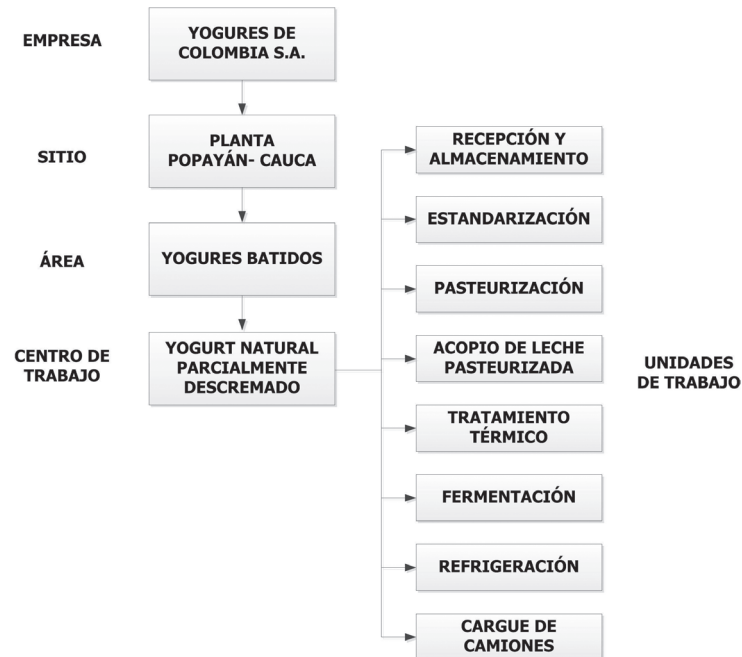 EMPRESA
YOGURES DE
COLOMBIA S.A.
SITIO
PLANTA
POPAYÁN- CAUCA
ÁREA
YOGURES BATIDOS
CENTRO DE
TRABAJO
YOGURT NATURAL
PARCIALMENTE
DESCREMADO
RECEPCIÓN Y
ALMACENAMIENTO
ESTANDARIZACIÓN
PASTEURIZACIÓN
ACOPIO DE LECHE
PASTEURIZADA
TRATAMIENTO
TÉRMICO
FERMENTACIÓN
REFRIGERACIÓN
CARGUE DE
CAMIONES
UNIDADES
DE TRABAJO